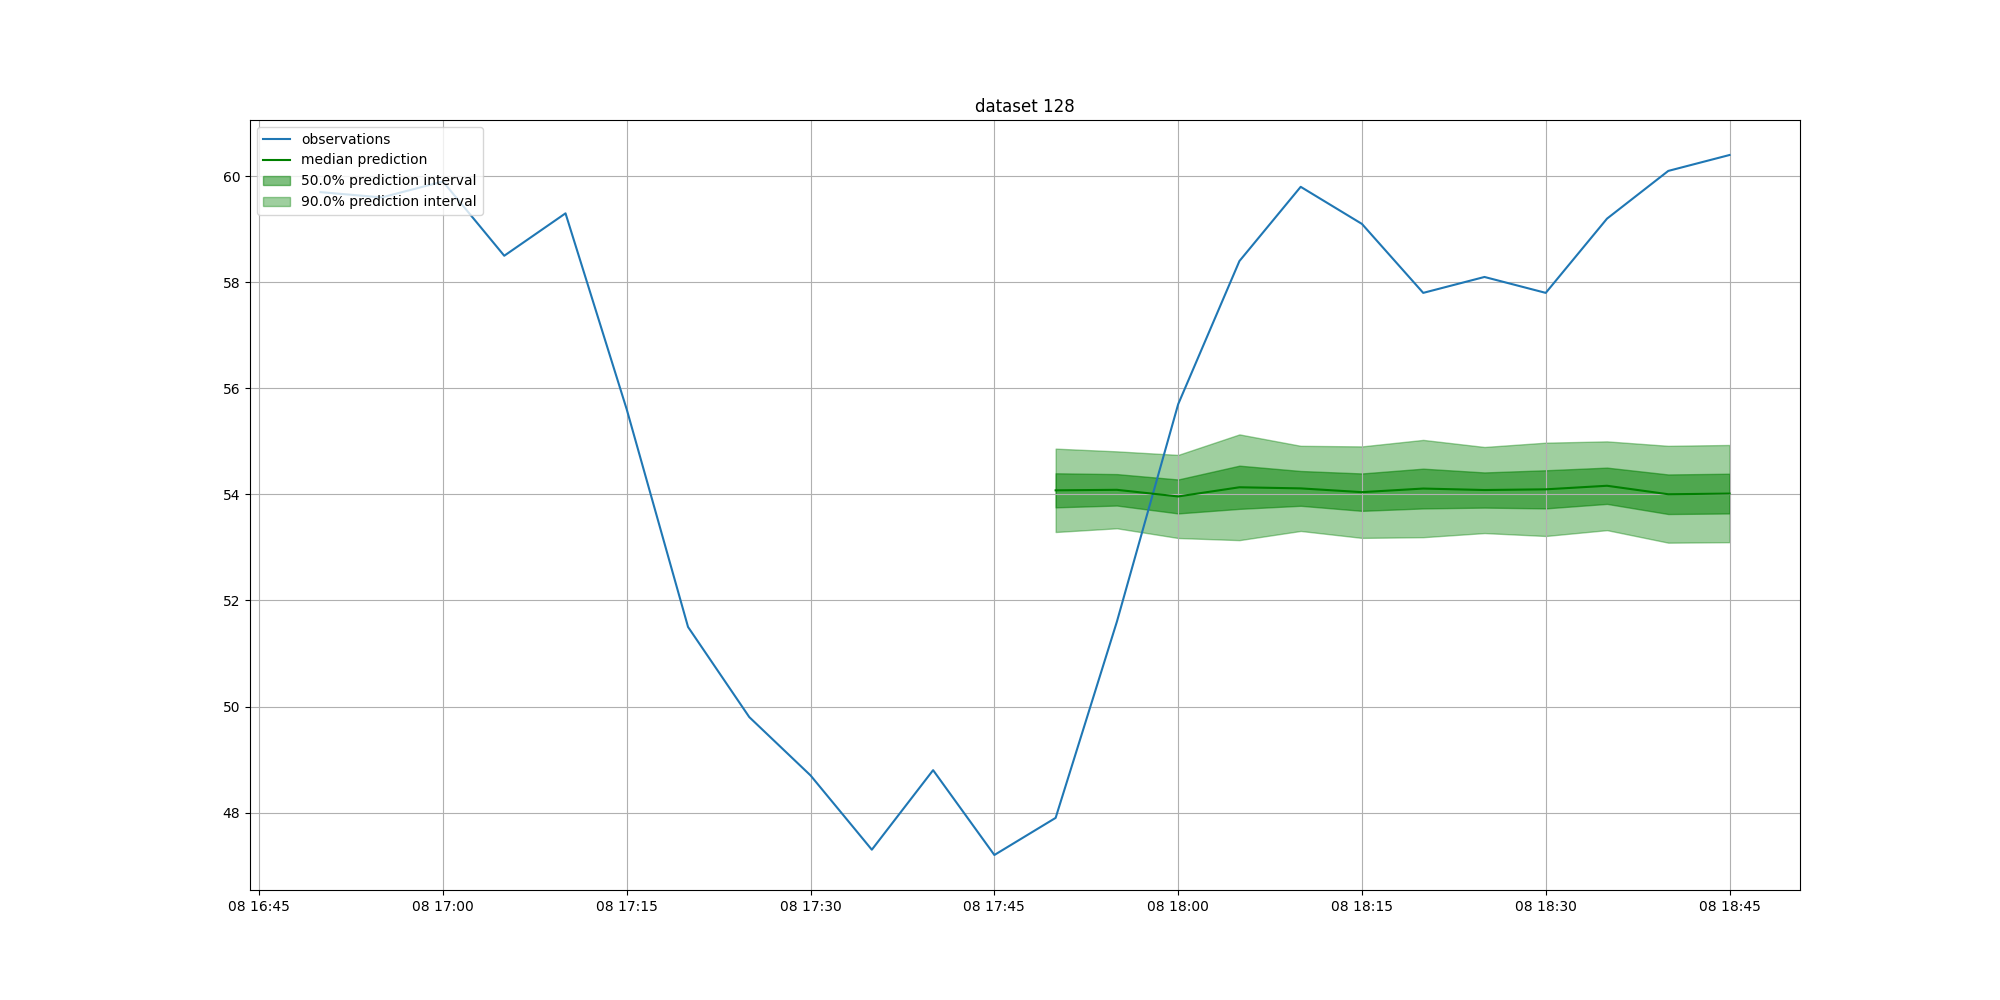 dataset 128
observations
median prediction
50.0% prediction interval
90.0% prediction interval
60
58
56
54
52
50
48
08 16:45 08 17:00 08 17:15 08 17:30 08 17:45 08 18:00 08 18:15 08 18:30 08 18:45